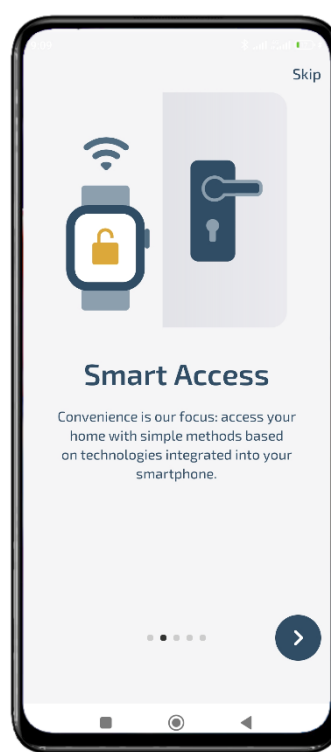 Skip
Smart Access
Convenience is our focus: access your
home with simple methods based
on technologies integrated into your
smartphone.